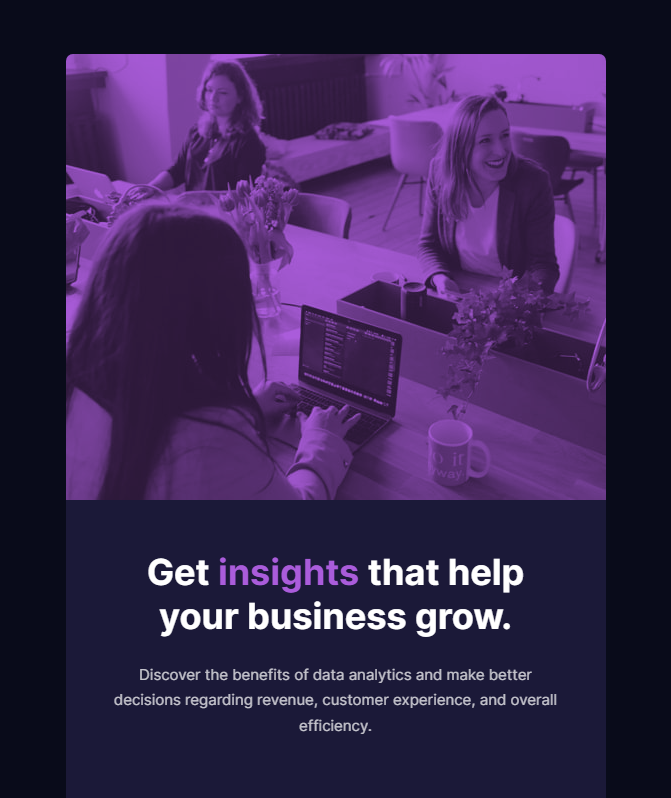 Get insights that help
your business grow.
Discover the benefits of data analytics and make better
decisions regarding revenue, customer experience, and overall
efficiency.